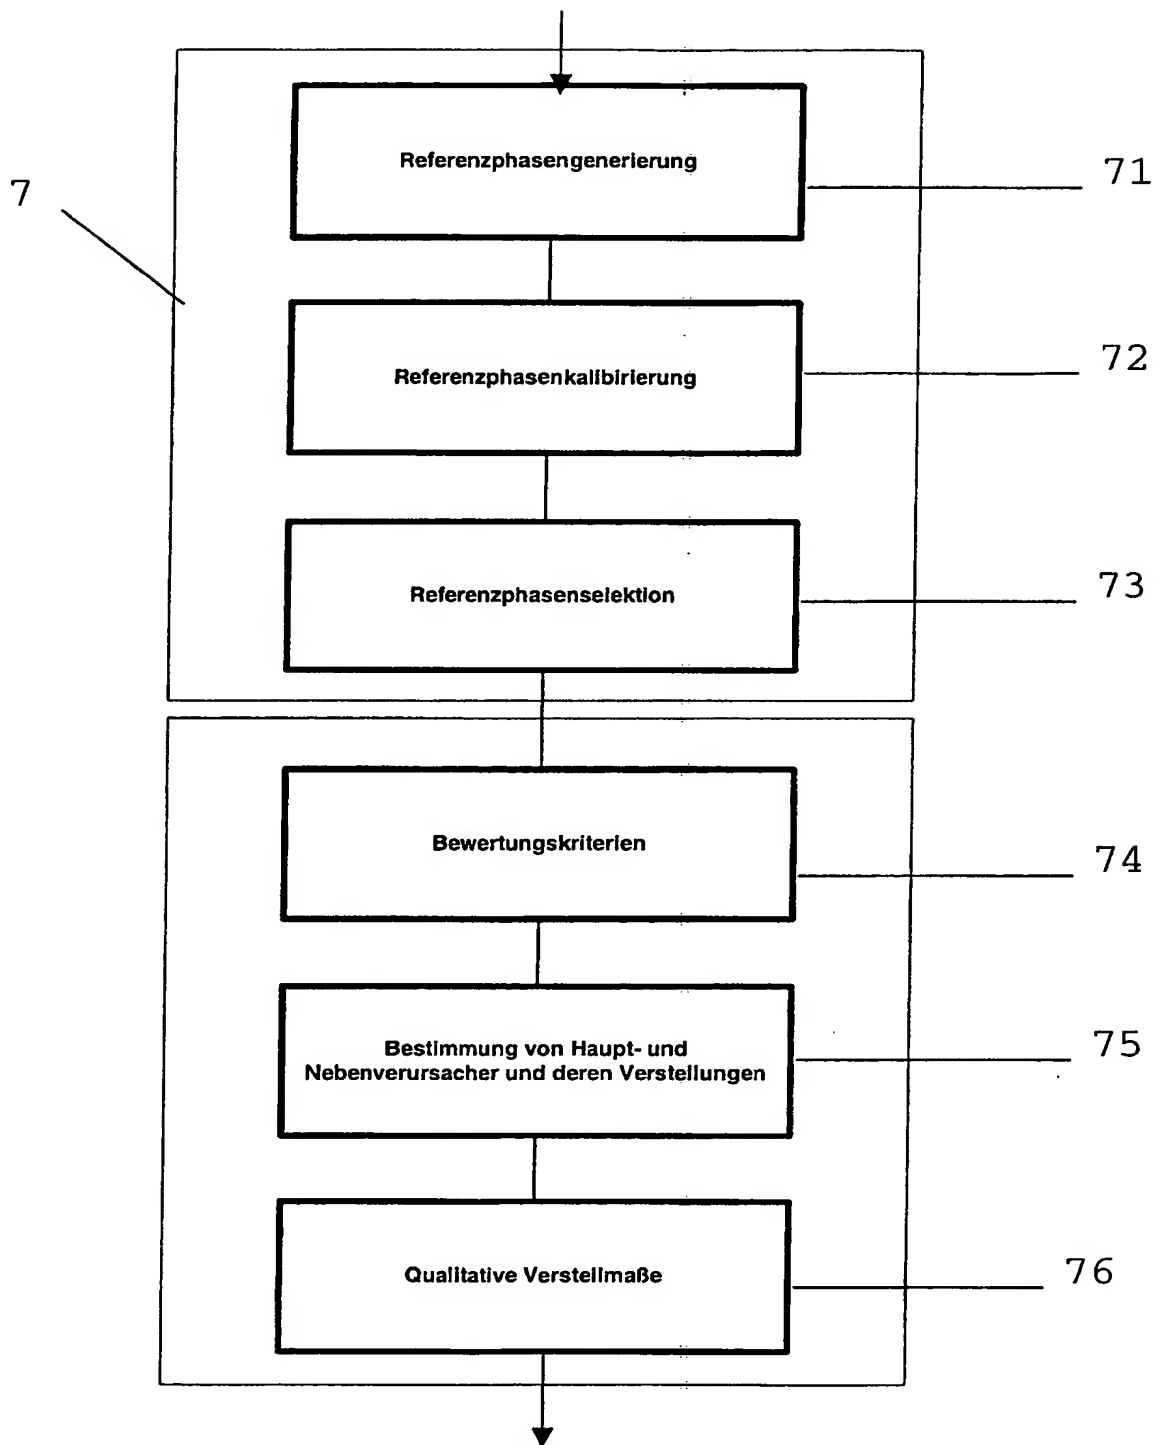 Referenzphasengenerierung
71
7
Referenzphasenkalibirierung
72
Referenzphasenselektion
73
Bewertungskriterien
74
Bestimmung von Haupt- und
Nebenverursacher und deren Verstellungen
75
Qualitative Verstellmaße
76